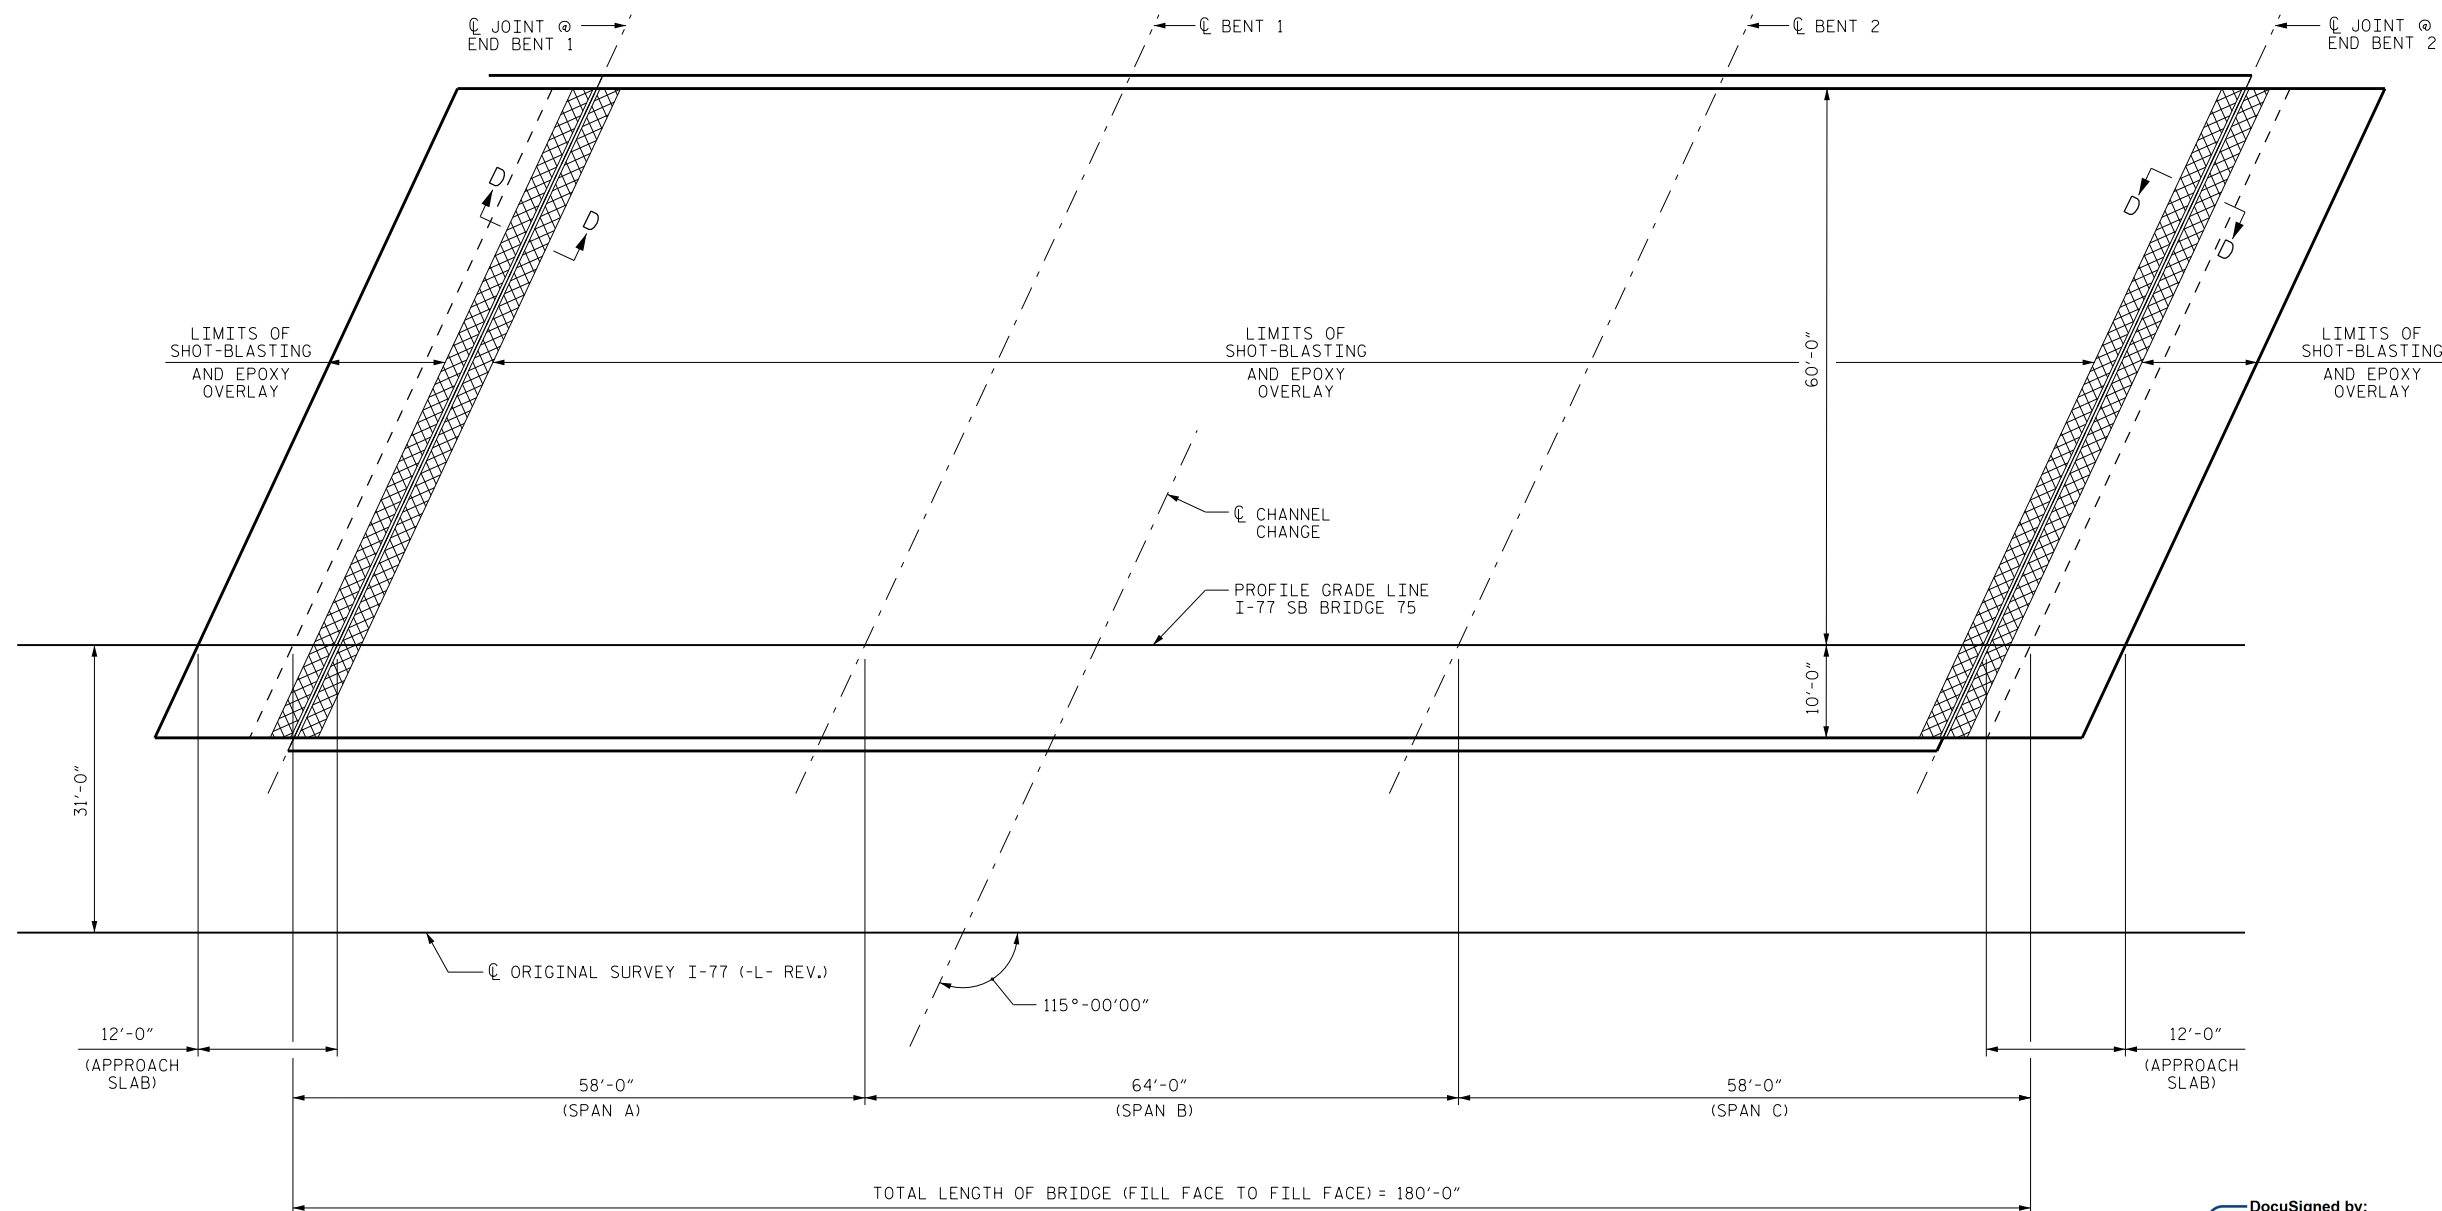 ℄ JOINT @
END BENT 1
℄ BENT 1
℄ BENT 2
℄ JOINT @
END BENT 2
D
D
D
D
LIMITS OF
SHOT-BLASTING
AND EPOXY
OVERLAY
LIMITS OF
SHOT-BLASTING
AND EPOXY
OVERLAY
60'-0"
LIMITS OF
SHOT-BLASTING
AND EPOXY
OVERLAY
℄ CHANNEL
CHANGE
PROFILE GRADE LINE
I-77 SB BRIDGE 75
10'-0"
31'-0"
℄ ORIGINAL SURVEY I-77 (-L- REV.)
115°-00'00"
12'-0"
(APPROACH
SLAB)
12'-0"
(APPROACH
SLAB)
58'-0"
(SPAN A)
64'-0"
(SPAN B)
58'-0"
(SPAN C)
TOTAL LENGTH OF BRIDGE (FILL FACE TO FILL FACE) = 180'-0"
DocuSigned by: